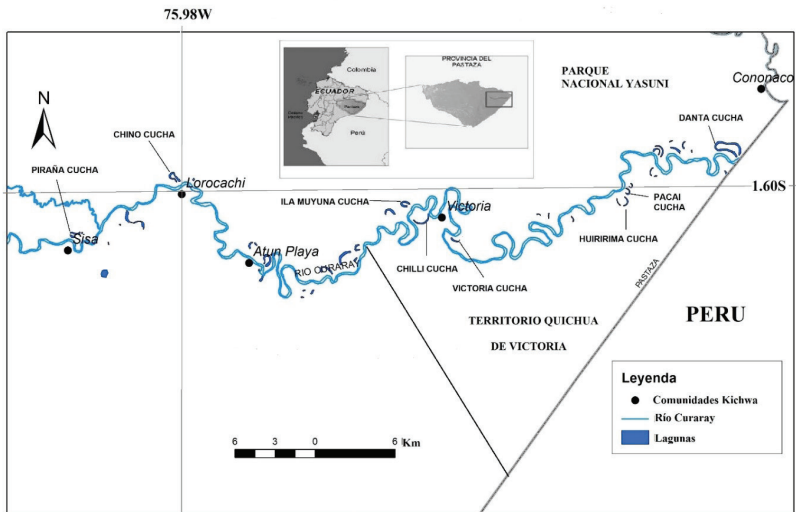 75.98W
Colombia
ECUADOR
Perú
PROVINCIA DEL
PASTAZA
PARQUE
NACIONAL YASUNI
Cononaco
N
CHINO CUCHA
DANTA CUCHA
PIRAÑA CUCHA
Lorocachi
1.60S
ILA MUYUNA CUCHA
Victoria
PACAI
CUCHA
Sisa
HUIRIRIMA CUCHA
Atun Playa
RIO CURARAY
CHILLI CUCHA
VICTORIA CUCHA
PASTAZA
TERRITORIO QUICHUA
DE VICTORIA
PERU
Leyenda
Comunidades Kichwa
Río Curaray
Lagunas
6 3 0 6 Km